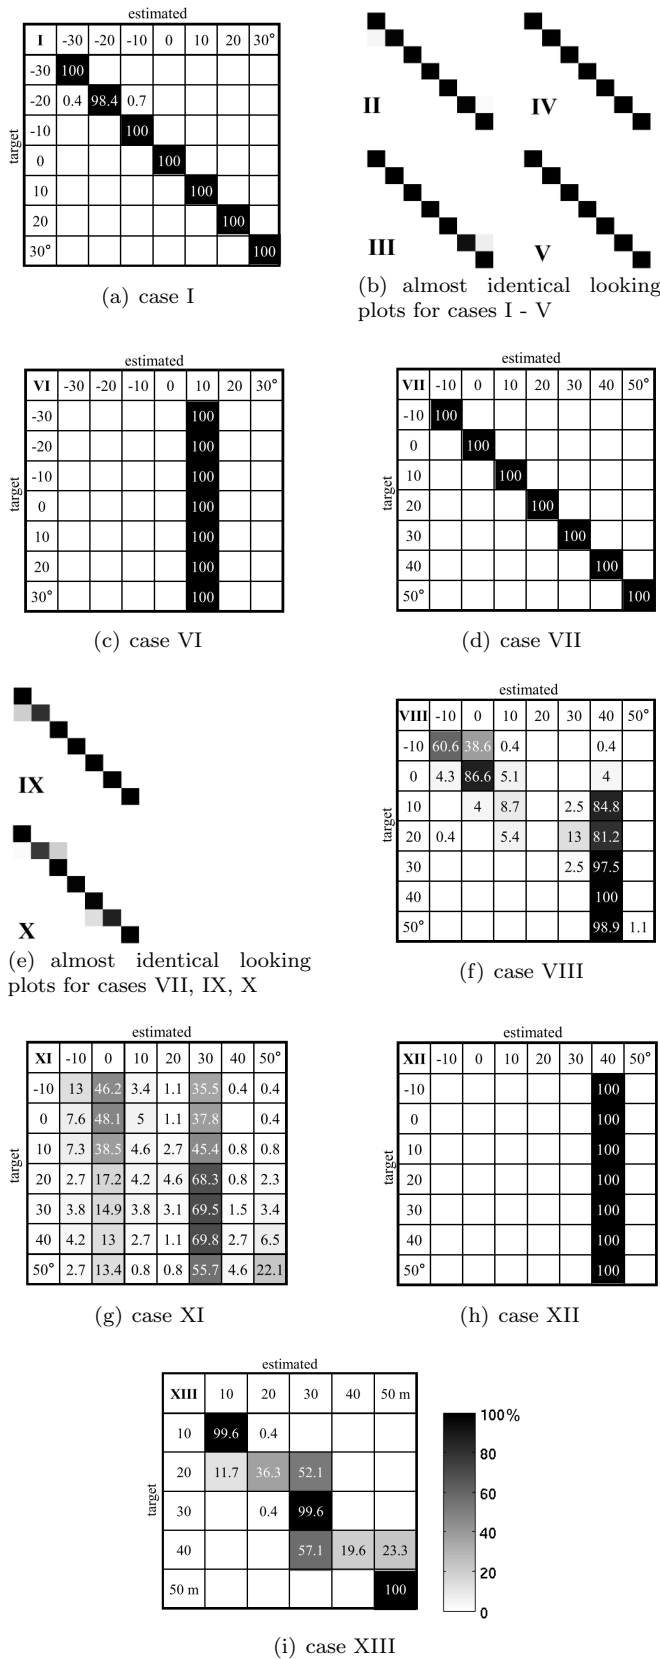 estimated
I -30 -20 -10 0 10 20 30°
-30 100
-20 0.4 98.4 0.7
-10 100
0 100
10 100
20 100
30° 100
target
(a) case I
II
IV
III
V
(b) almost identical looking
plots for cases I - V
estimated
VI -30 -20 -10 0 10 20 30°
-30 100
-20 100
-10 100
0 100
10 100
20 100
30° 100
target
(c) case VI
estimated
VII -10 0 10 20 30 40 50°
-10 100
0 100
10 100
20 100
30 100
40 100
50° 100
target
(d) case VII
IX
X
(e) almost identical looking
plots for cases VII, IX, X
estimated
VIII -10 0 10 20 30 40 50°
-10 60.6 38.6 0.4 0.4
0 4.3 86.6 5.1 4
10 4 8.7 2.5 84.8
20 0.4 5.4 13 81.2
30 2.5 97.5
40 100
50° 98.9 1.1
target
(f) case VIII
estimated
XI -10 0 10 20 30 40 50°
-10 13 46.2 3.4 1.1 35.5 0.4 0.4
0 7.6 48.1 5 1.1 37.8 0.4
10 7.3 38.5 4.6 2.7 45.4 0.8 0.8
20 2.7 17.2 4.2 4.6 68.3 0.8 2.3
30 3.8 14.9 3.8 3.1 69.5 1.5 3.4
40 4.2 13 2.7 1.1 69.8 2.7 6.5
50° 2.7 13.4 0.8 0.8 55.7 4.6 22.1
target
(g) case XI
estimated
XII -10 0 10 20 30 40 50°
-10 100
0 100
10 100
20 100
30 100
40 100
50° 100
target
(h) case XII
estimated
XIII 10 20 30 40 50 m
10 99.6 0.4
20 11.7 36.3 52.1
30 0.4 99.6
40 57.1 19.6 23.3
50 m 100
target
100%
80
60
40
20
0
(i) case XIII